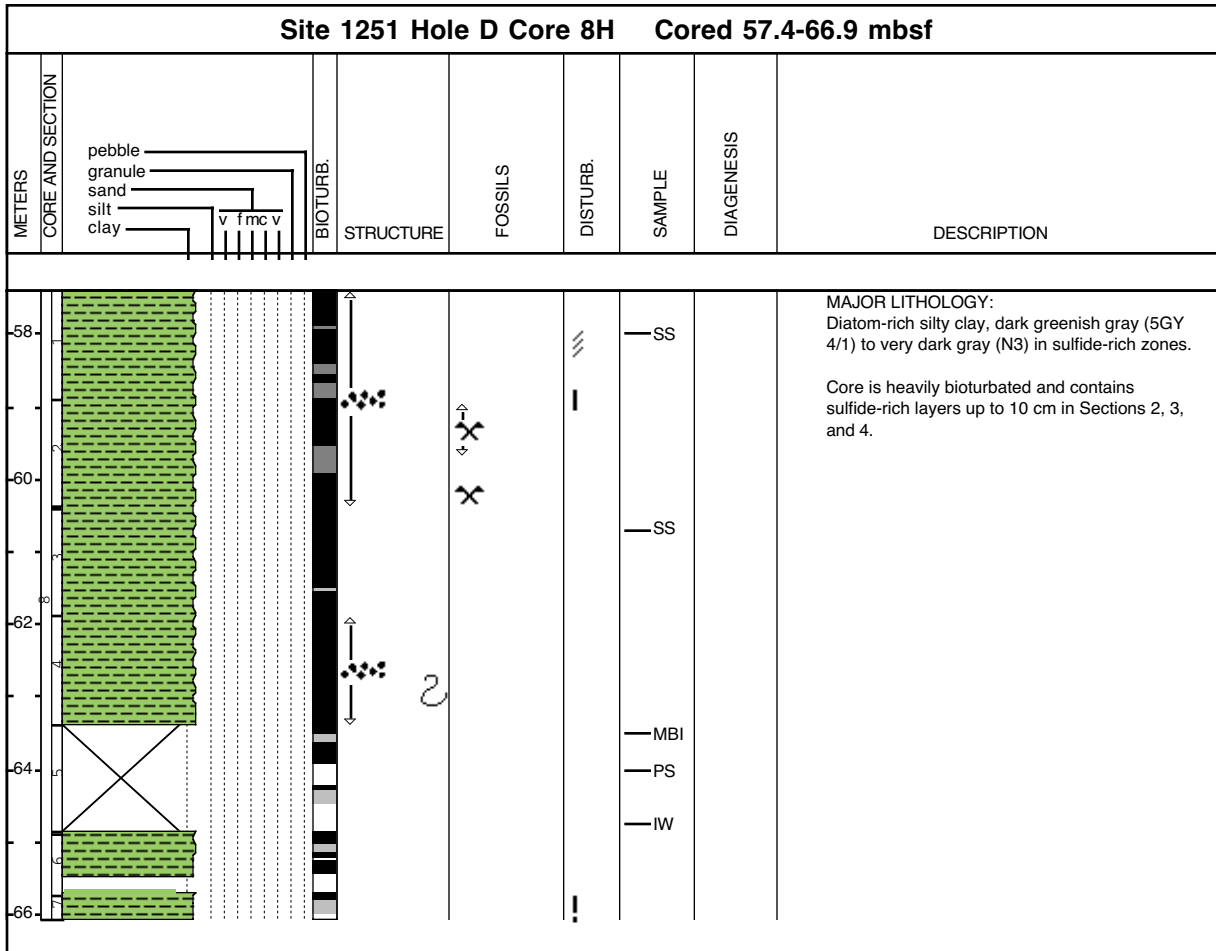 Site 1251 Hole D Core 8H Cored 57.4-66.9 mbsf
METERS
CORE AND SECTION
pebble
granule
sand
silt
clay
v f m c v
BIOTURB.
STRUCTURE
FOSSILS
DISTURB.
SAMPLE
DIAGENESIS
DESCRIPTION
58
60
62
64
66
8
1
2
3
4
5
6
7
SS
SS
MBI
PS
IW
MAJOR LITHOLOGY:
Diatom-rich silty clay, dark greenish gray (5GY
4/1) to very dark gray (N3) in sulfide-rich zones.
Core is heavily bioturbated and contains
sulfide-rich layers up to 10 cm in Sections 2, 3,
and 4.